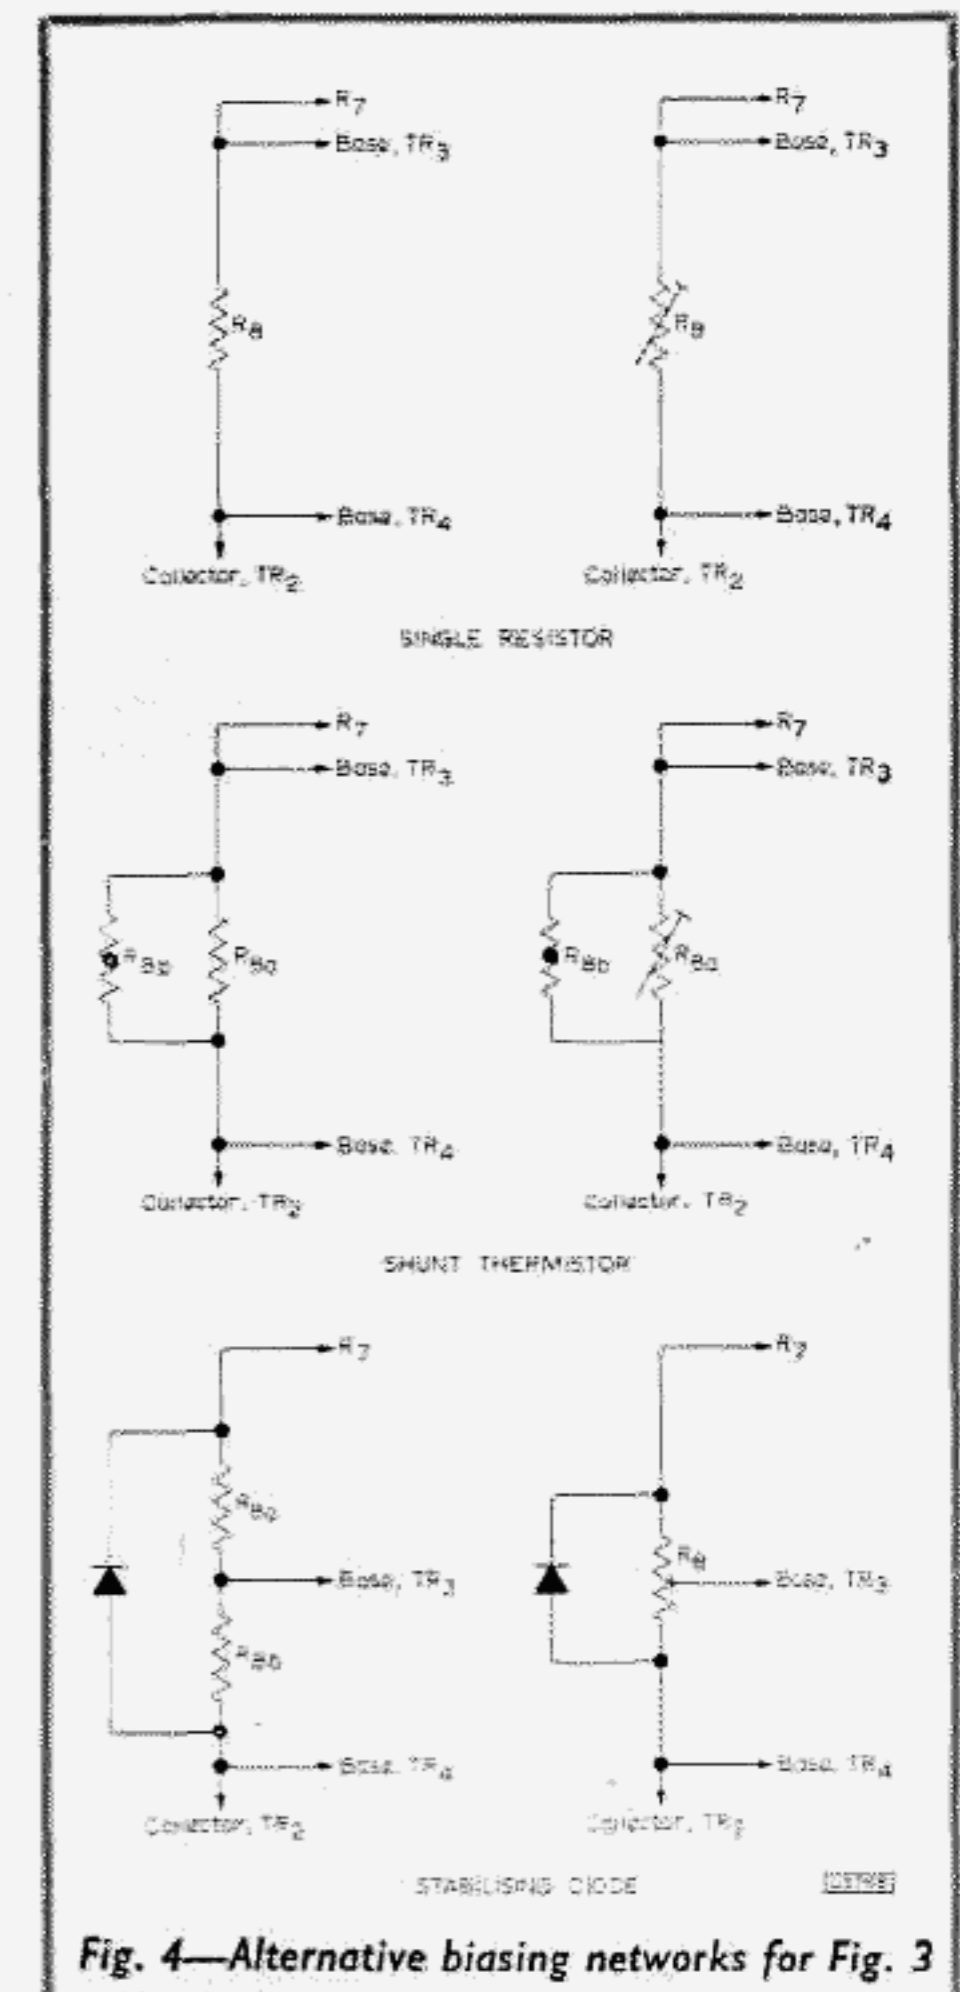 R7
Base, TR3
R8
Base, TR4
Collector, TR2
R7
Base, TR3
R8
Base, TR4
Collector, TR2
SINGLE RESISTOR
R7
Base, TR3
R8b
R8a
Base, TR4
Collector, TR2
R7
Base, TR3
R8b
R8a
Base, TR4
Collector, TR2
SHUNT THERMISTOR
R7
R8a
Base, TR3
R8b
Base, TR4
Collector, TR2
R7
R8
Base, TR3
Base, TR4
Collector, TR2
STABILISING DIODE
Fig. 4—Alternative biasing networks for Fig. 3